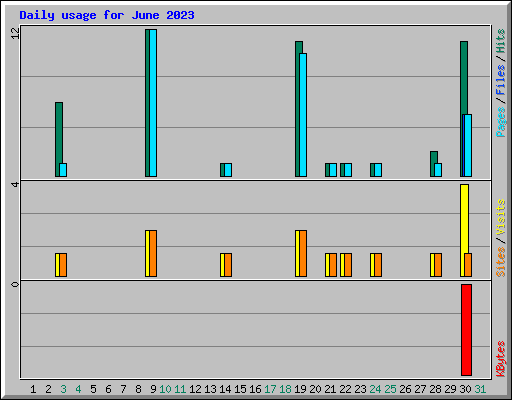 Daily usage for June 2023
12
4
0
Pages / Files / Hits
Sites / Visits
KBytes
1 2 3 4 5 6 7 8 9 10 11 12 13 14 15 16 17 18 19 20 21 22 23 24 25 26 27 28 29 30 31